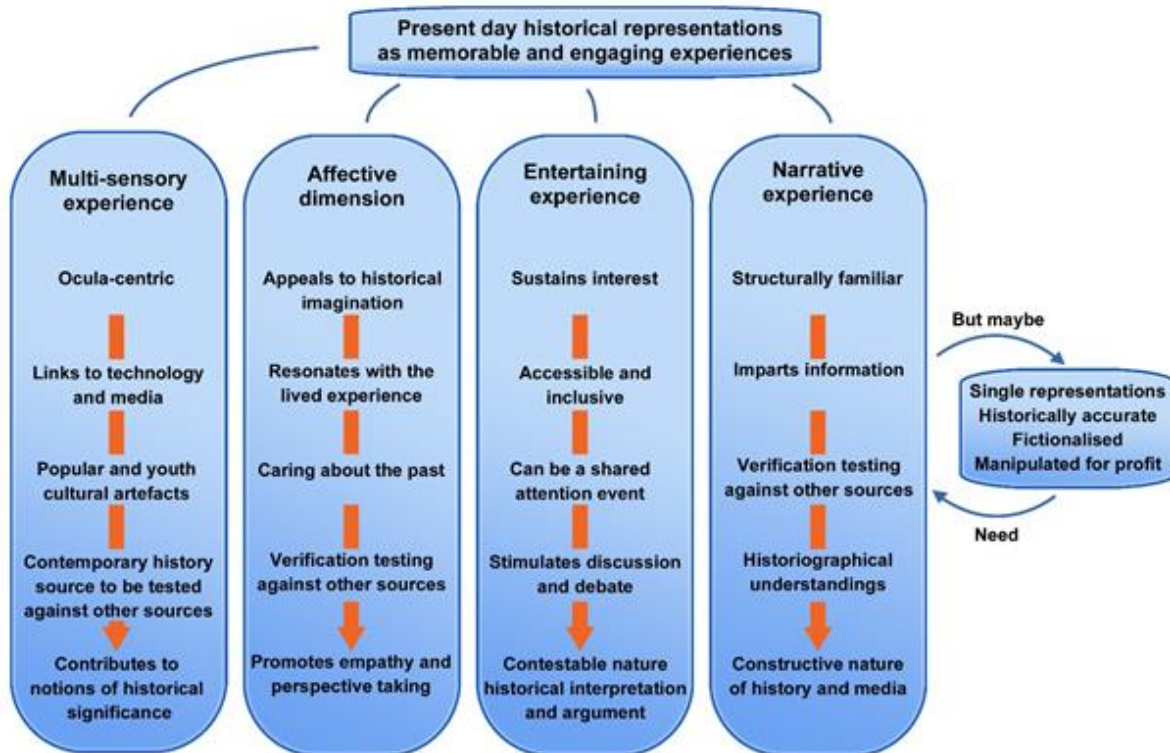 Present day historical representations
as memorable and engaging experiences
Multi-sensory
experience
Ocula-centric
Links to technology
and media
Popular and youth
cultural artefacts
Contemporary history
source to be tested
against other sources
Contributes to
notions of historical
significance
Affective
dimension
Appeals to historical
imagination
Resonates with the
lived experience
Caring about the past
Verification testing
against other sources
Promotes empathy and
perspective taking
Entertaining
experience
Sustains interest
Accessible and
inclusive
Can be a shared
attention event
Stimulates discussion
and debate
Contestable nature
historical interpretation
and argument
Narrative
experience
Structurally familiar
Imparts information
Verification testing
against other sources
Historiographical
understandings
Constructive nature
of history and media
But maybe
Single representations
Historically accurate
Fictionalised
Manipulated for profit
Need